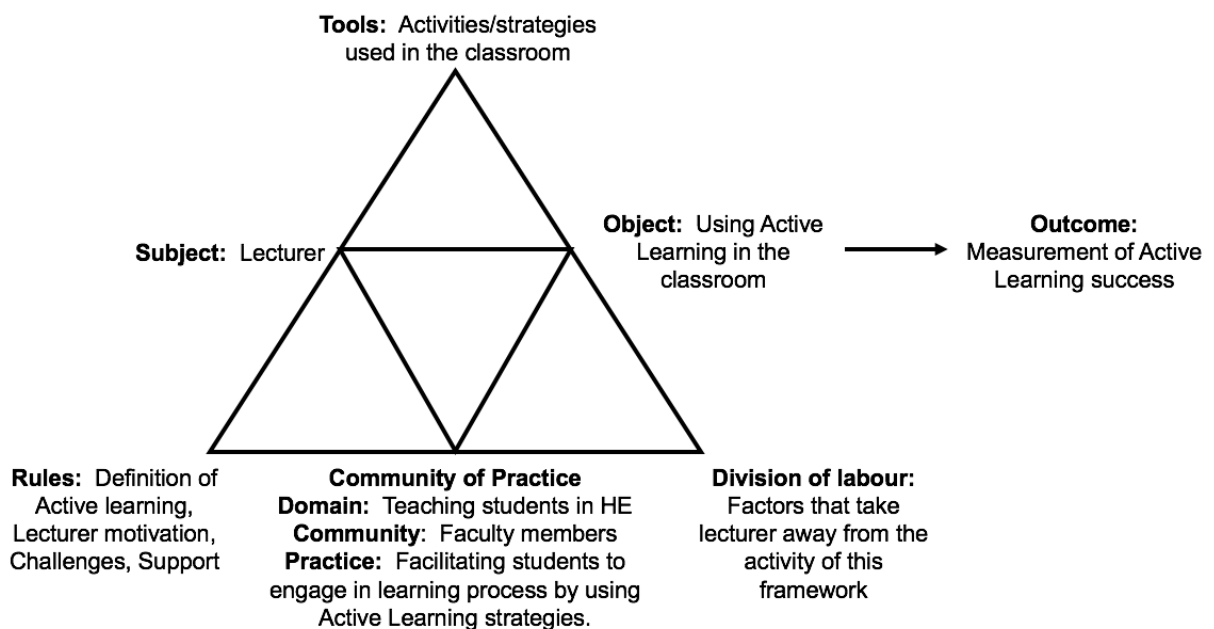 Tools: Activities/strategies
used in the classroom
Subject: Lecturer
Object: Using Active
Learning in the
classroom
Outcome:
Measurement of Active
Learning success
Rules: Definition of
Active learning,
Lecturer motivation,
Challenges, Support
Community of Practice
Domain: Teaching students in HE
Community: Faculty members
Practice: Facilitating students to
engage in learning process by using
Active Learning strategies.
Division of labour:
Factors that take
lecturer away from the
activity of this
framework